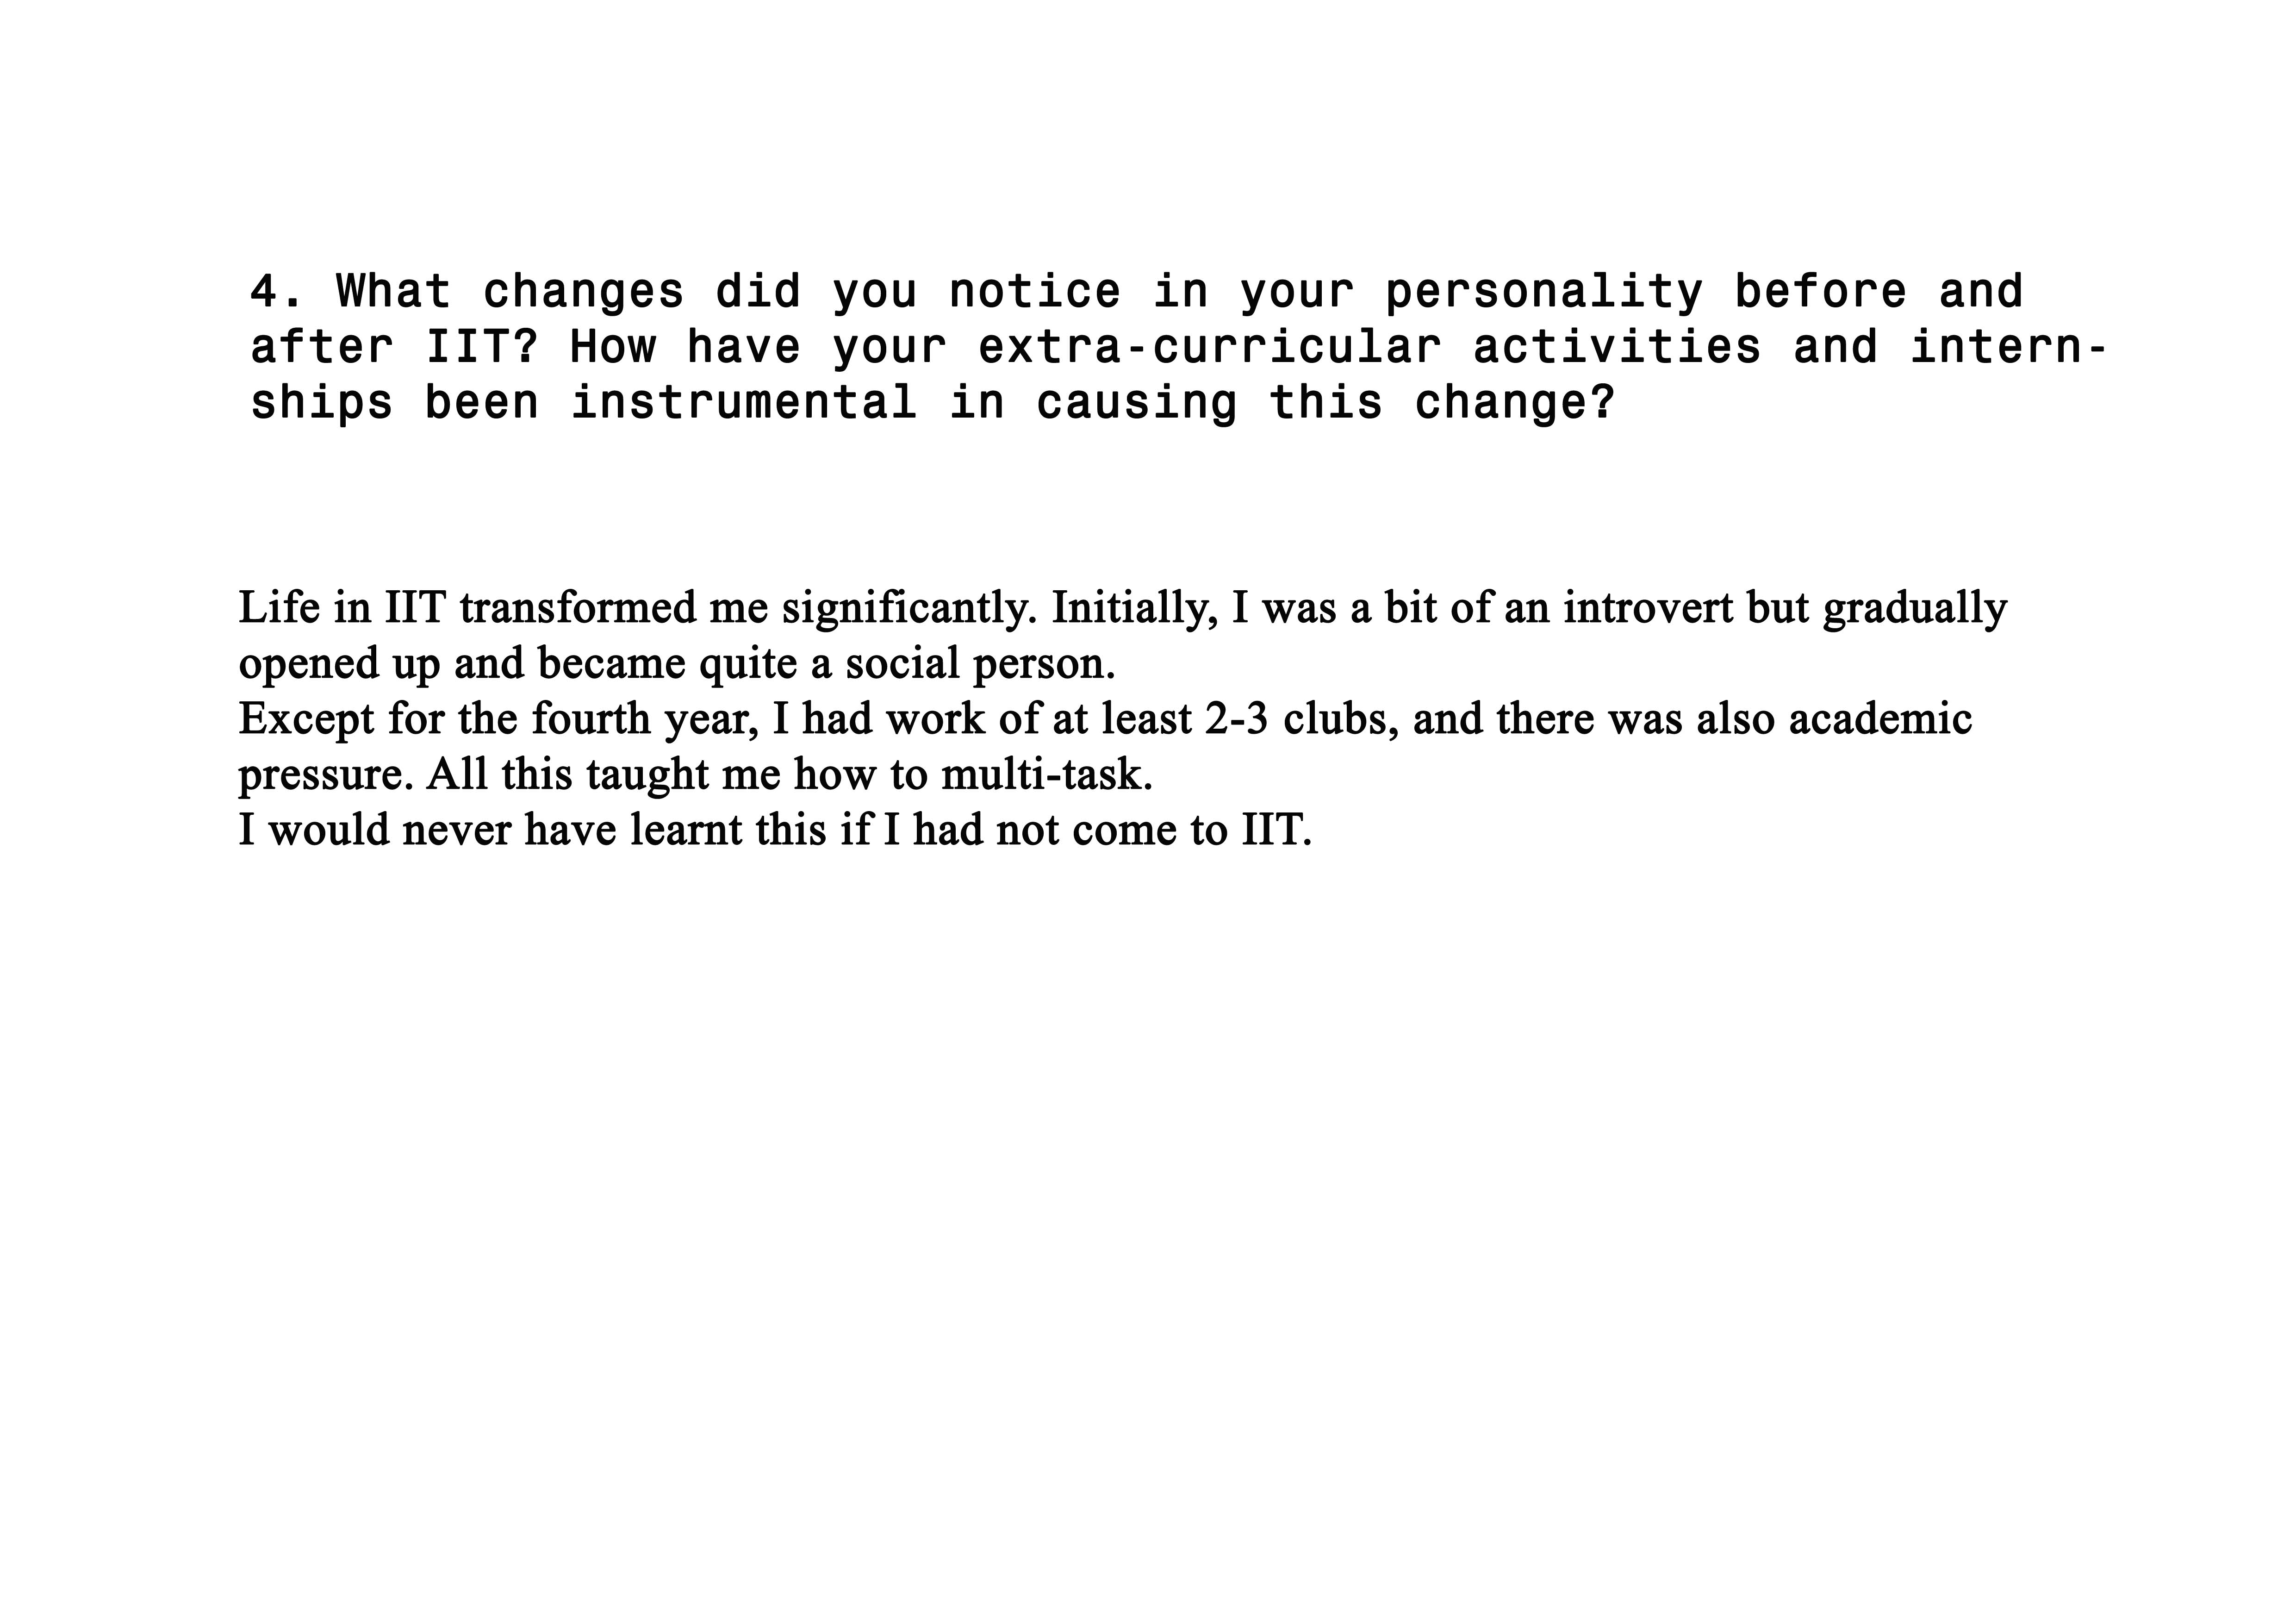 4. What changes did you notice in your personality before and
after IIT? How have your extra-curricular activities and intern-
ships been instrumental in causing this change?
Life in IIT transformed me significantly. Initially, I was a bit of an introvert but gradually
opened up and became quite a social person.
Except for the fourth year, I had work of at least 2-3 clubs, and there was also academic
pressure. All this taught me how to multi-task.
I would never have learnt this if I had not come to IIT.